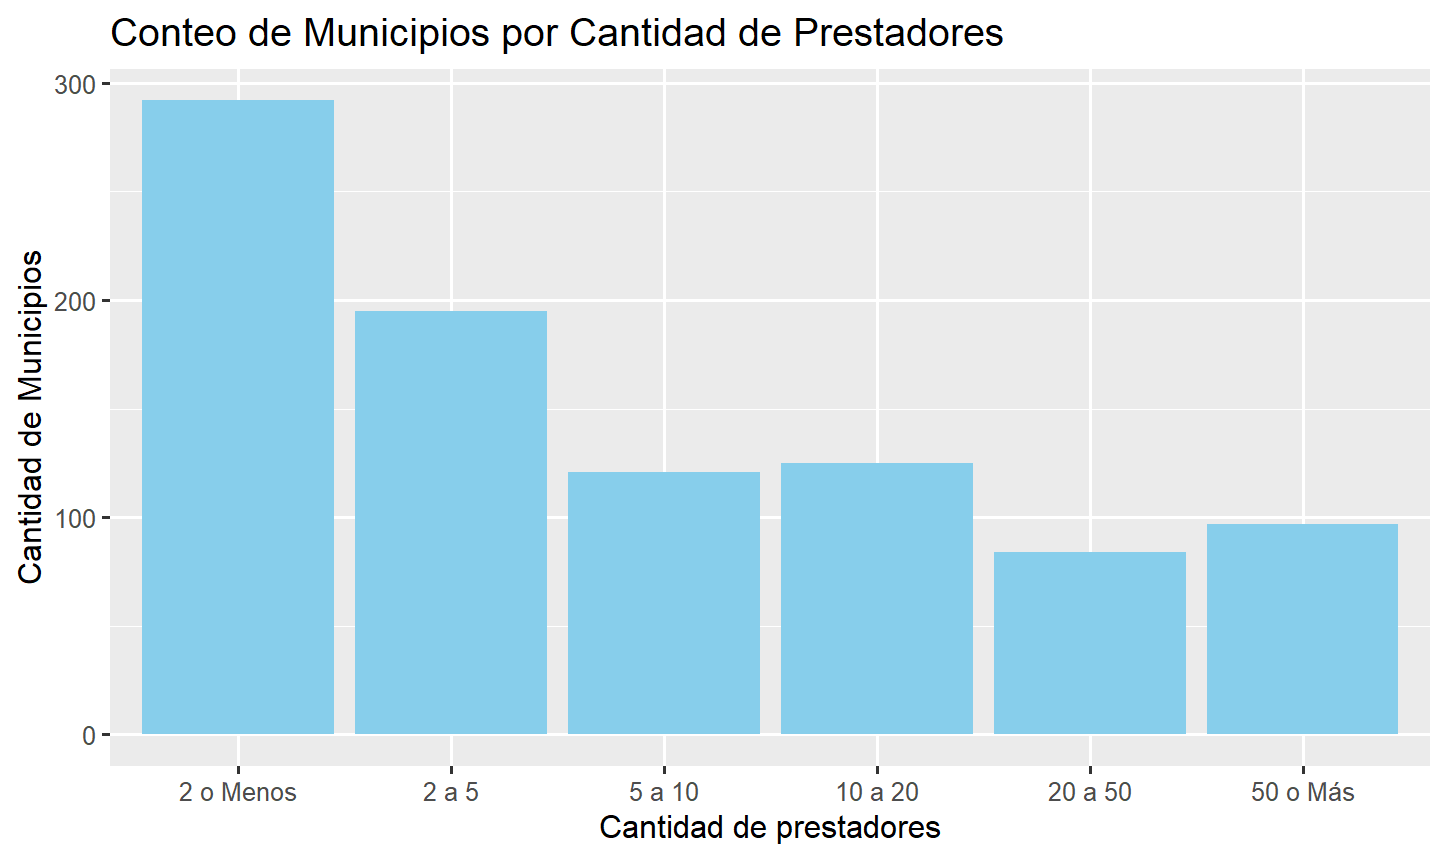 Conteo de Municipios por Cantidad de Prestadores
Cantidad de Municipios
300
200
100
0
2 o Menos
2 a 5
5 a 10
10 a 20
20 a 50
50 o Más
Cantidad de prestadores